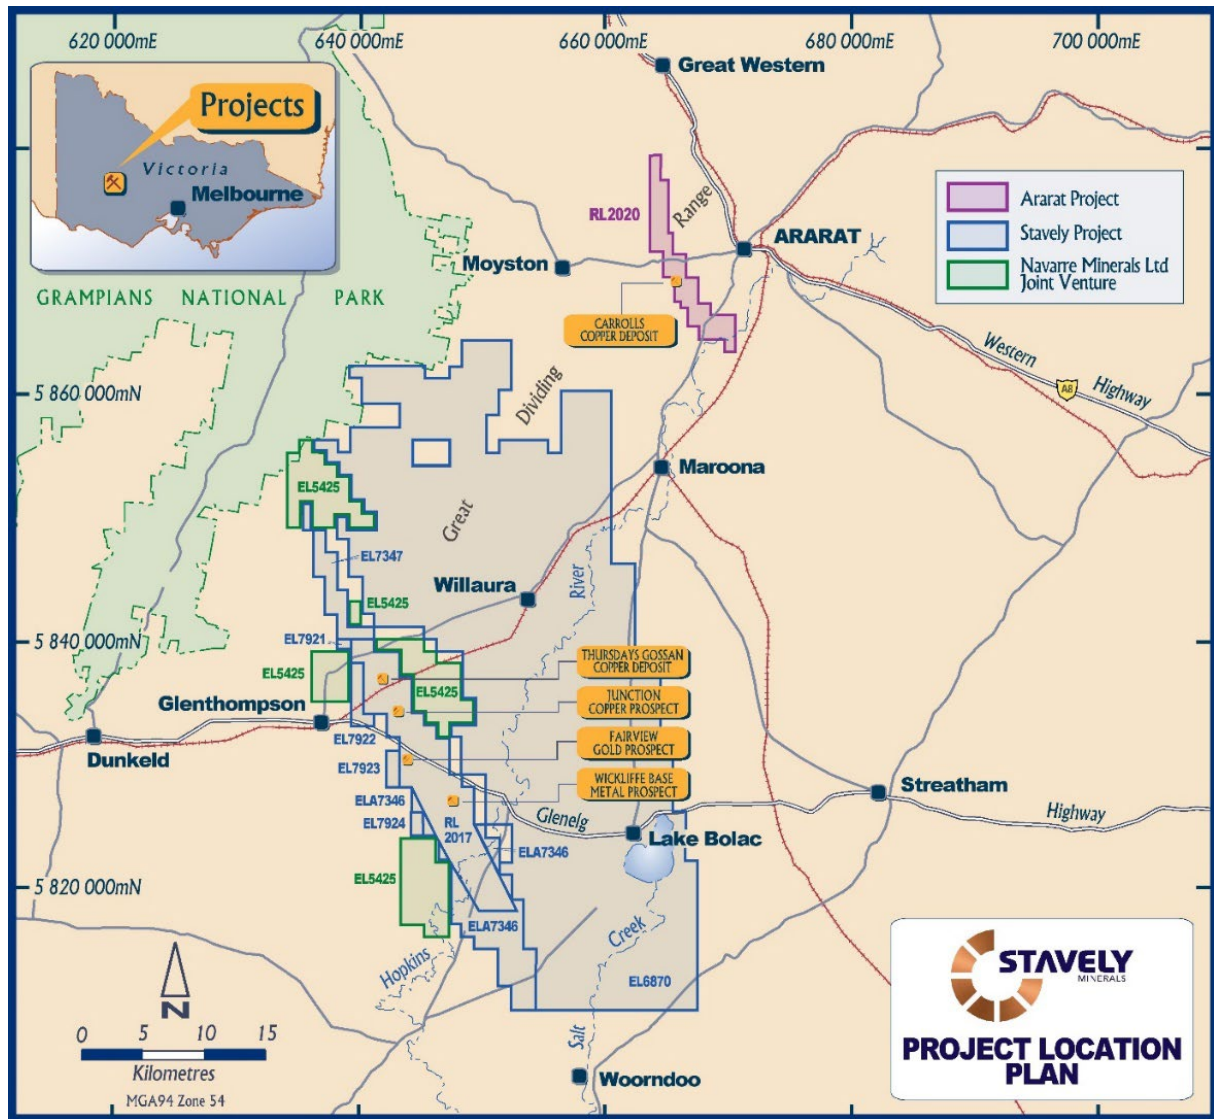 620 000mE
640 000mE
660 000mE
680 000mE
700 000mE
Great Western
Projects
Victoria
Melbourne
RL2020
Range
Ararat Project
Stavely Project
Navarre Minerals Ltd
Joint Venture
ARARAT
Moyston
GRAMPIANS NATIONAL PARK
CARROLLS
COPPER DEPOSIT
Western
Highway
A8
5 860 000mN
Dividing
Maroona
EL5425
Great
EL7347
Willaura
River
EL5425
5 840 000mN
EL7921
EL5425
THURSDAYS GOSSAN
COPPER DEPOSIT
EL5425
JUNCTION
COPPER PROSPECT
Glenthompson
EL7922
FAIRVIEW
GOLD PROSPECT
Dunkeld
EL7923
WICKLIFFE BASE
METAL PROSPECT
Streatham
ELA7346
EL7924
RL
2017
Glenelg
Highway
Lake Bolac
ELA7346
EL5425
5 820 000mN
ELA7346
Creek
Hopkins
EL6870
N
STAVELY
MINERALS
PROJECT LOCATION
PLAN
0 5 10 15
Kilometres
MGA94 Zone 54
Salt
Woorndoo